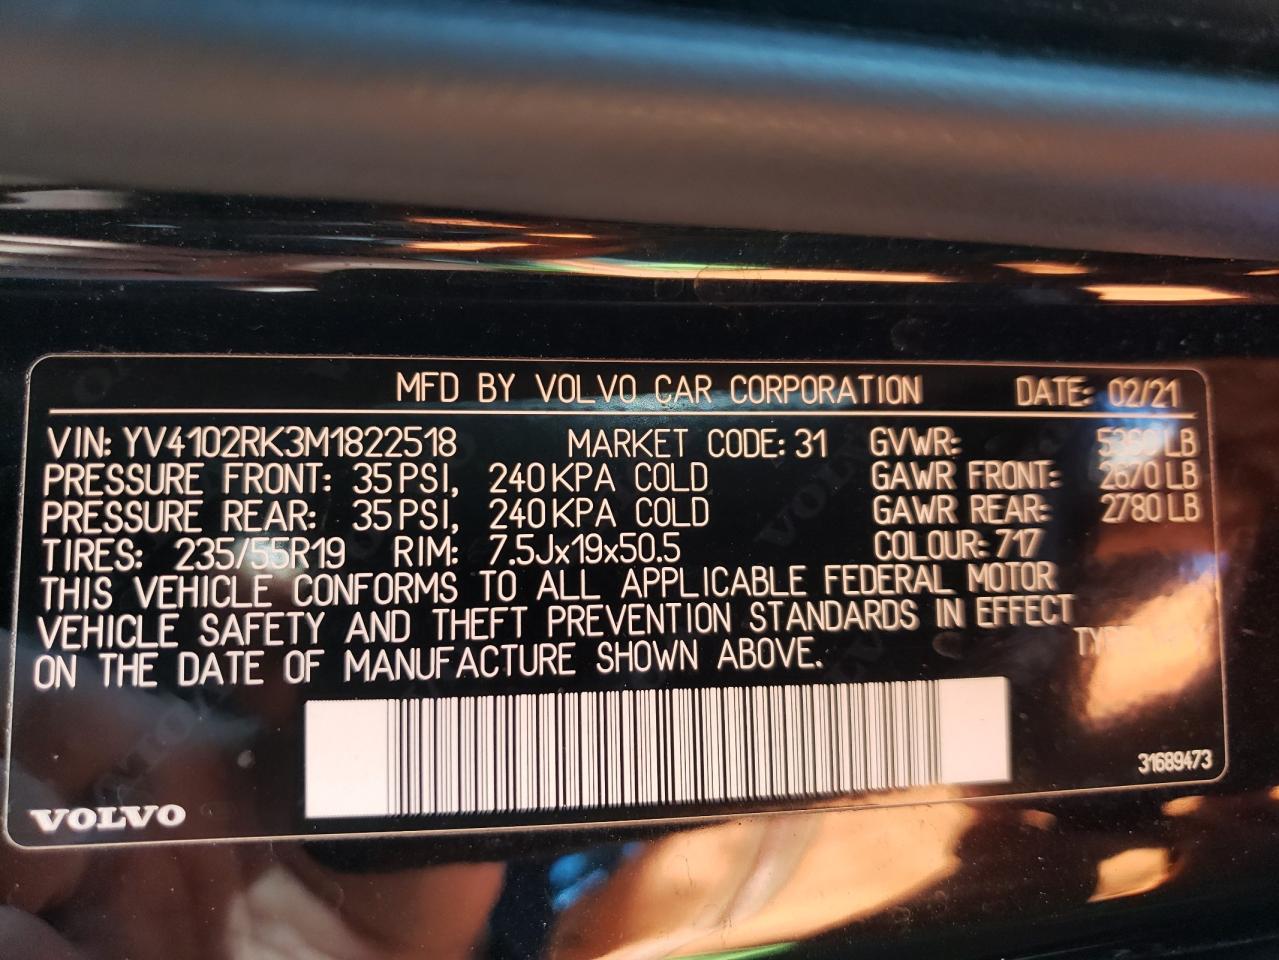 MFD BY VOLVO CAR CORPORATION DATE: 02/21
VIN: YV4102RK3M1822518 MARKET CODE: 31 GVWR: LB
PRESSURE FRONT: 35 PSI, 240 KPA COLD GAWR FRONT: 2670 LB
PRESSURE REAR: 35 PSI, 240 KPA COLD GAWR REAR: 2780 LB
TIRES: 235/55R19 RIM: 7.5Jx19x50.5 COLOUR: 717
THIS VEHICLE CONFORMS TO ALL APPLICABLE FEDERAL MOTOR
VEHICLE SAFETY AND THEFT PREVENTION STANDARDS IN EFFECT
ON THE DATE OF MANUFACTURE SHOWN ABOVE.
31689473
VOLVO